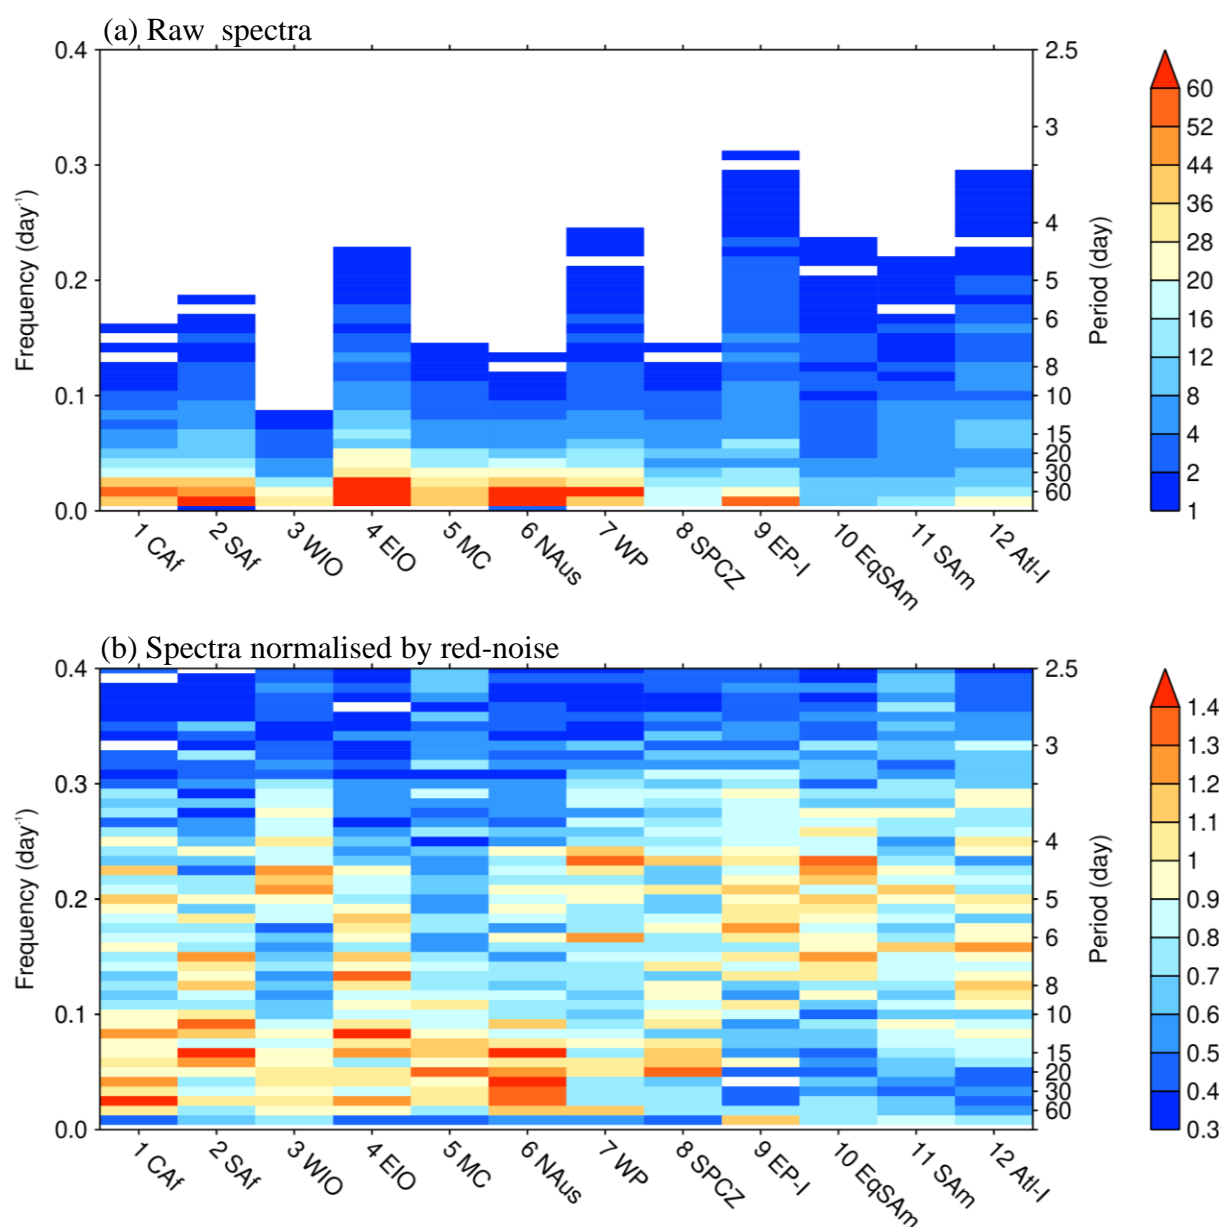 (a) Raw spectra
0.4
0.3
0.2
0.1
0.0
Frequency (day⁻¹)
2.5
3
4
5
6
8
10
15
20
30
60
Period (day)
60
52
44
36
28
20
16
12
8
4
2
1
1 CAf
2 SAf
3 WIO
4 EIO
5 MC
6 NAus
7 WP
8 SPCZ
9 EP-I
10 EqSAm
11 SAm
12 Atl-I
(b) Spectra normalised by red-noise
0.4
0.3
0.2
0.1
0.0
Frequency (day⁻¹)
2.5
3
4
5
6
8
10
15
20
30
60
Period (day)
1.4
1.3
1.2
1.1
1
0.9
0.8
0.7
0.6
0.5
0.4
0.3
1 CAf
2 SAf
3 WIO
4 EIO
5 MC
6 NAus
7 WP
8 SPCZ
9 EP-I
10 EqSAm
11 SAm
12 Atl-I